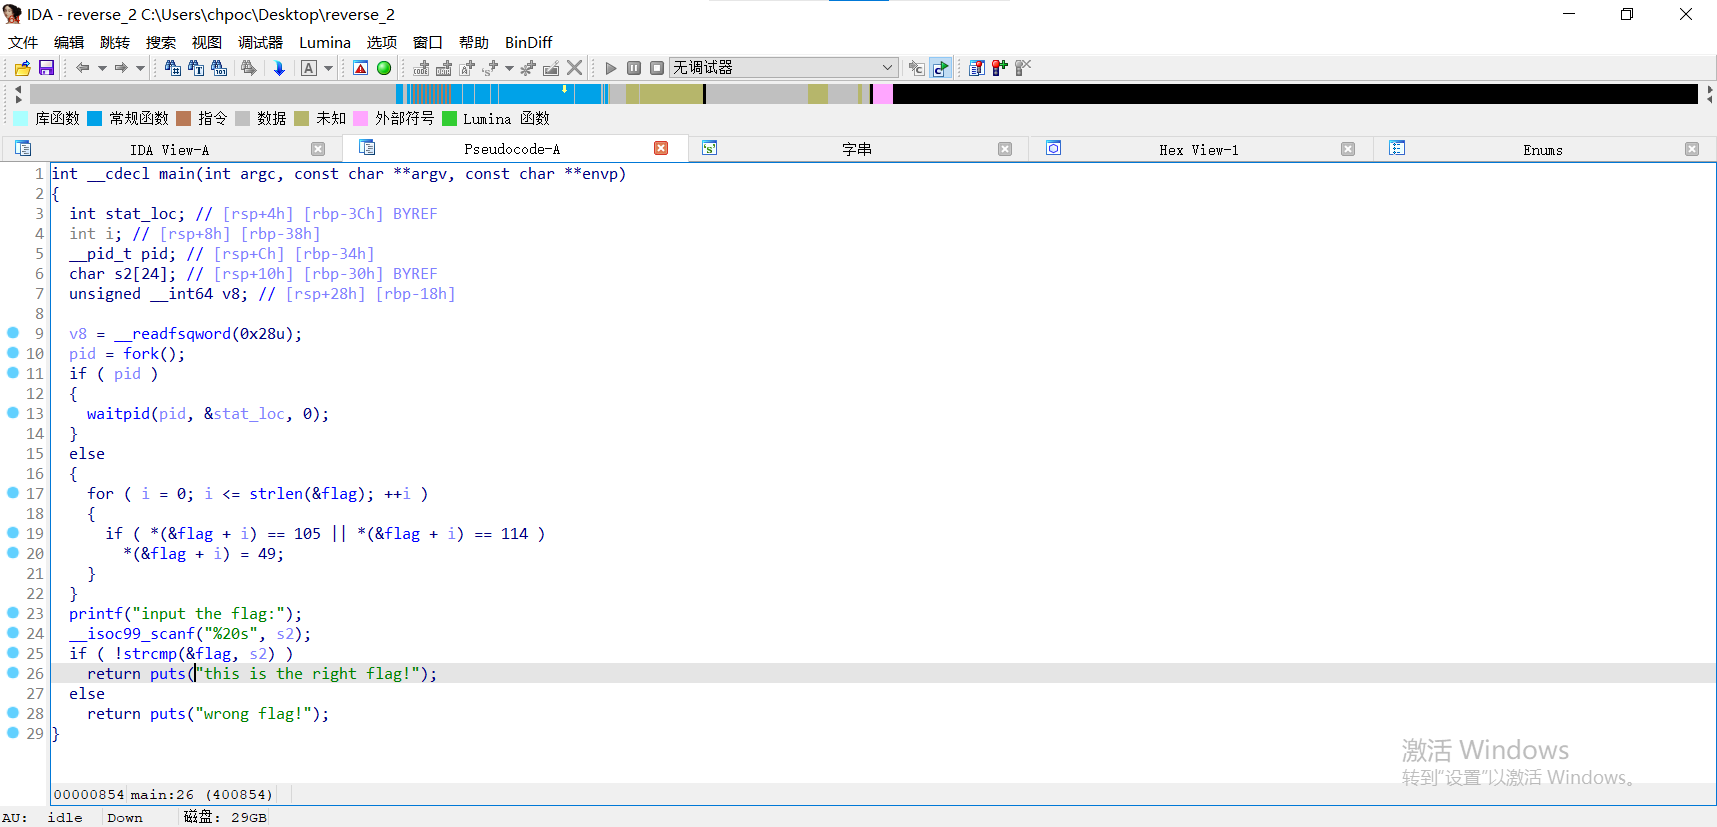 IDA - reverse_2 C:\Users\chpoc\Desktop\reverse_2
文件 编辑 跳转 搜索 视图 调试器 Lumina 选项 窗口 帮助 BinDiff
无调试器
库函数 常规函数 指令 数据 未知 外部符号 Lumina 函数
IDA View-A Pseudocode-A 字串 Hex View-1 Enums
1 int __cdecl main(int argc, const char **argv, const char **envp)
2 {
3   int stat_loc; // [rsp+4h] [rbp-3Ch] BYREF
4   int i; // [rsp+8h] [rbp-38h]
5   __pid_t pid; // [rsp+Ch] [rbp-34h]
6   char s2[24]; // [rsp+10h] [rbp-30h] BYREF
7   unsigned __int64 v8; // [rsp+28h] [rbp-18h]
8
9   v8 = __readfsqword(0x28u);
10   pid = fork();
11   if ( pid )
12   {
13     waitpid(pid, &stat_loc, 0);
14   }
15   else
16   {
17     for ( i = 0; i <= strlen(&flag); ++i )
18     {
19       if ( *(&flag + i) == 105 || *(&flag + i) == 114 )
20         *(&flag + i) = 49;
21     }
22   }
23   printf("input the flag:");
24   __isoc99_scanf("%20s", s2);
25   if ( !strcmp(&flag, s2) )
26     return puts("this is the right flag!");
27   else
28     return puts("wrong flag!");
29 }
激活 Windows
转到“设置”以激活 Windows。
00000854 main:26 (400854)
AU: idle Down 磁盘: 29GB